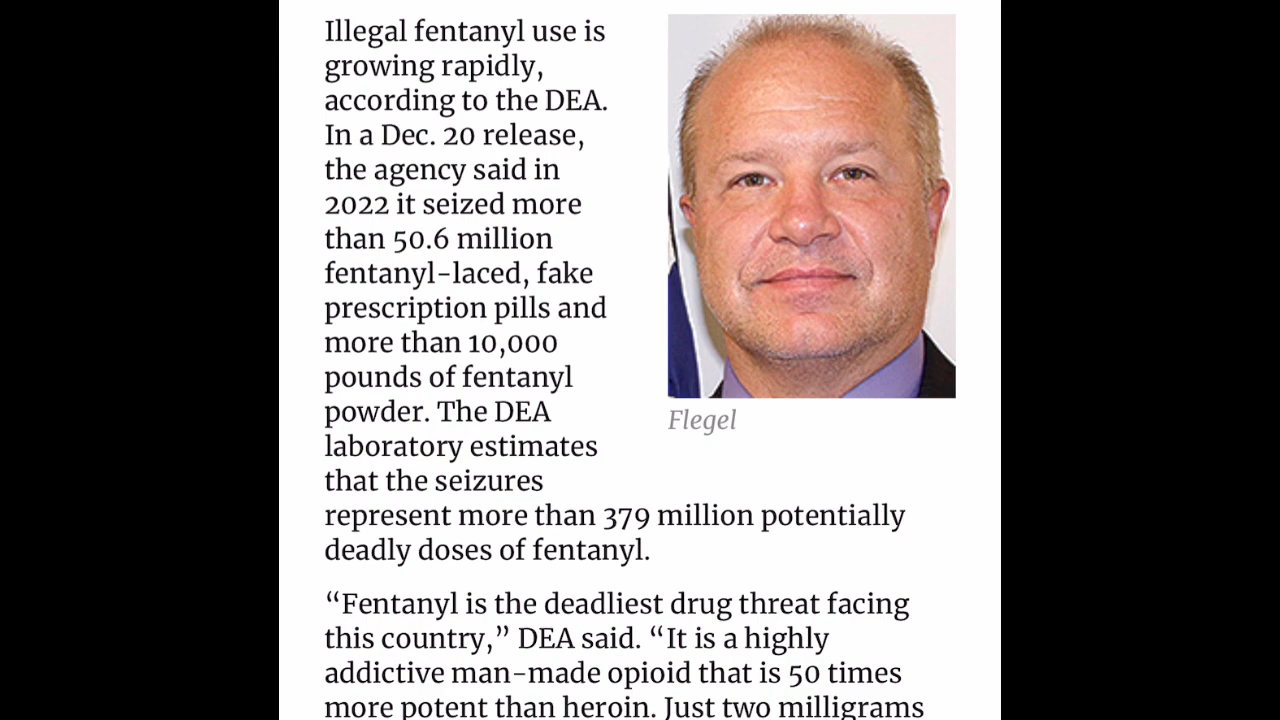 Illegal fentanyl use is
growing rapidly,
according to the DEA.
In a Dec. 20 release,
the agency said in
2022 it seized more
than 50.6 million
fentanyl-laced, fake
prescription pills and
more than 10,000
pounds of fentanyl
powder. The DEA
laboratory estimates
that the seizures
represent more than 379 million potentially
deadly doses of fentanyl.
Flegel
“Fentanyl is the deadliest drug threat facing
this country,” DEA said. “It is a highly
addictive man-made opioid that is 50 times
more potent than heroin. Just two milligrams